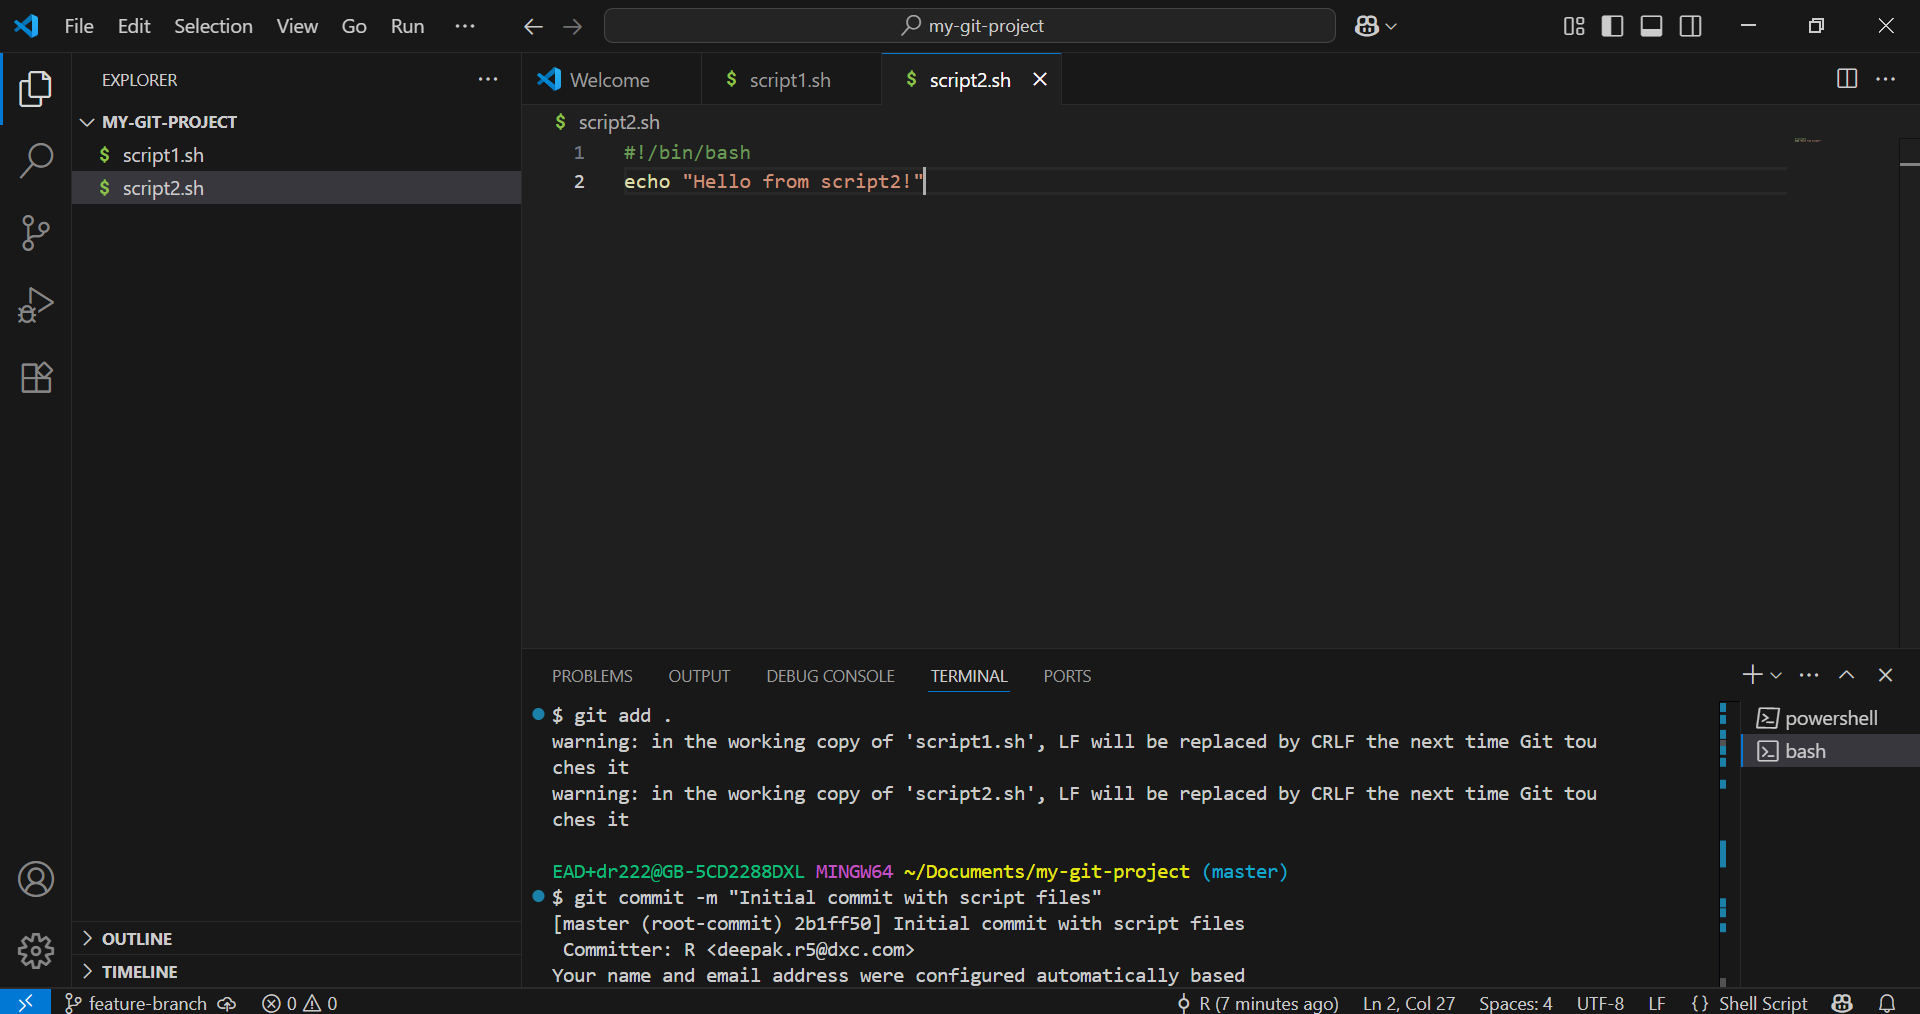 File Edit Selection View Go Run ··· my-git-project
EXPLORER ···
MY-GIT-PROJECT
$ script1.sh
$ script2.sh
OUTLINE
TIMELINE
Welcome $ script1.sh $ script2.sh
$ script2.sh
1 #!/bin/bash
2 echo "Hello from script2!"
PROBLEMS OUTPUT DEBUG CONSOLE TERMINAL PORTS
$ git add .
warning: in the working copy of 'script1.sh', LF will be replaced by CRLF the next time Git tou
ches it
warning: in the working copy of 'script2.sh', LF will be replaced by CRLF the next time Git tou
ches it
EAD+dr222@GB-5CD2288DXL MINGW64 ~/Documents/my-git-project (master)
$ git commit -m "Initial commit with script files"
[master (root-commit) 2b1ff50] Initial commit with script files
Committer: R <deepak.r5@dxc.com>
Your name and email address were configured automatically based
powershell
bash
feature-branch 0 0 R (7 minutes ago) Ln 2, Col 27 Spaces: 4 UTF-8 LF {} Shell Script